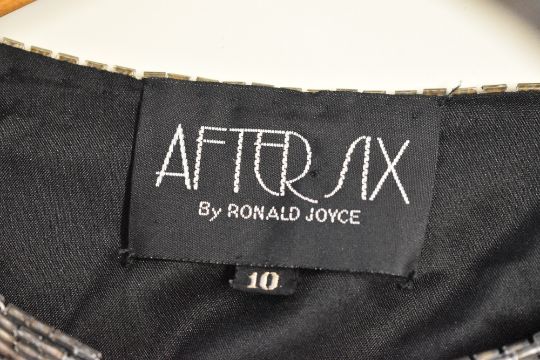 AFTER SIX
By RONALD JOYCE
10